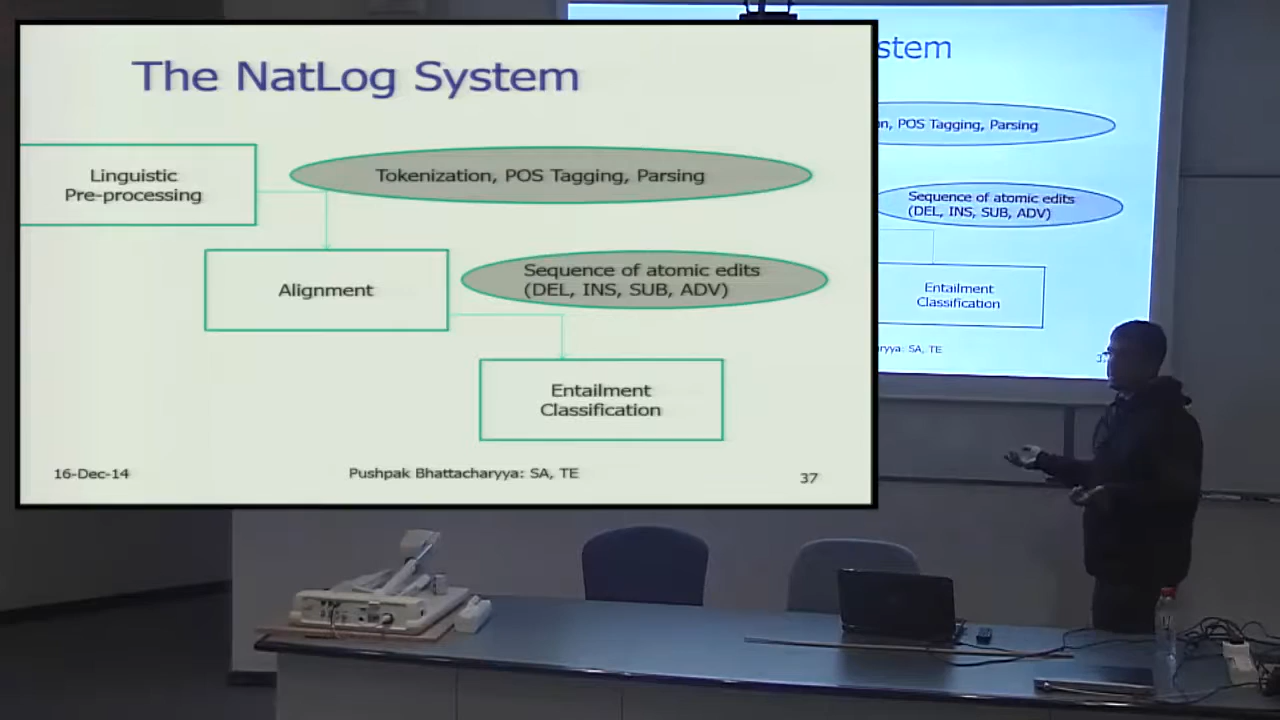 The NatLog System
Linguistic
Pre-processing
Tokenization, POS Tagging, Parsing
Alignment
Sequence of atomic edits
(DEL, INS, SUB, ADV)
Entailment
Classification
16-Dec-14
Pushpak Bhattacharyya: SA, TE
37
stem
n, POS Tagging, Parsing
Sequence of atomic edits
(DEL, INS, SUB, ADV)
Entailment
Classification
aryya: SA, TE